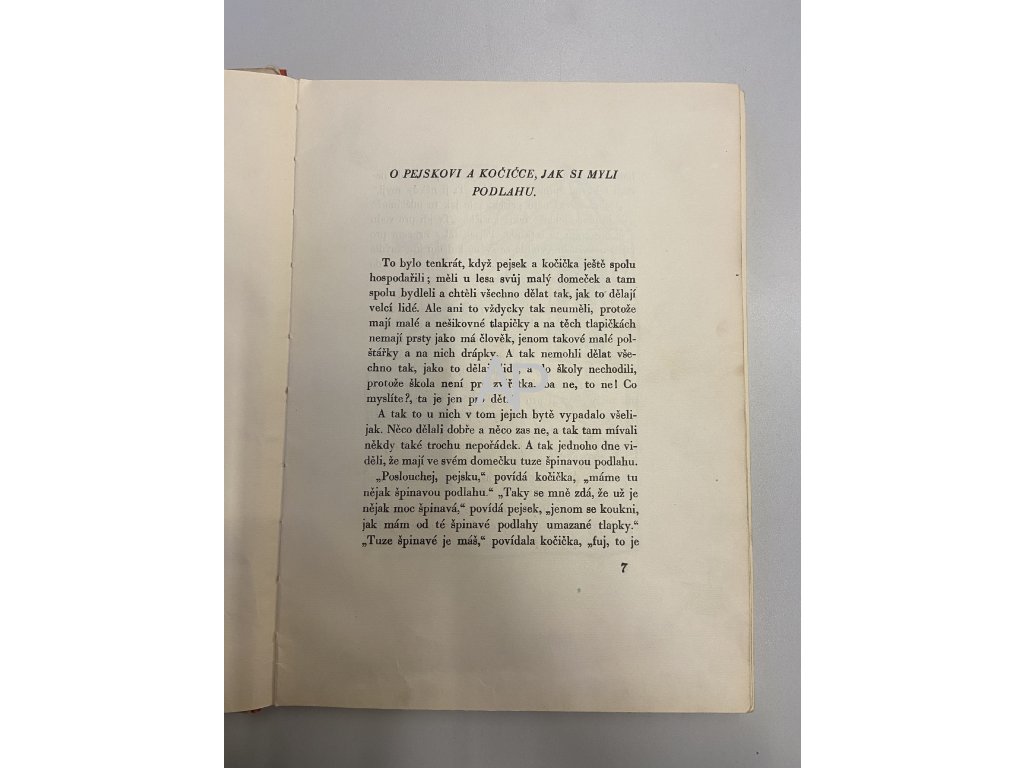 O PEJSKOVI A KOČIČCE, JAK SI MYLI
PODLAHU.
To bylo tenkrát, když pejsek a kočička ještě spolu
hospodařili; měli u lesa svůj malý domeček a tam
spolu bydleli a chtěli všechno dělat tak, jak to dělají
velcí lidé. Ale ani to vždycky tak neuměli, protože
mají malé a nešikovné tlapičky a na těch tlapičkách
nemají prsty jako má člověk, jenom takové malé pol-
štářky a na nich drápky. A tak nemohli dělat vše-
chno tak, jako to dělají lidé, a do školy nechodili,
protože škola není pro zvířátka, ba ne, to ne! Co
myslíte?, ta je jen pro děti.
A tak to u nich v tom jejich bytě vypadalo všeli-
jak. Něco dělali dobře a něco zas ne, a tak tam mívali
někdy také trochu nepořádek. A tak jednoho dne vi-
děli, že mají ve svém domečku tuze špinavou podlahu.
„Poslouchej, pejsku,“ povídá kočička, „máme tu
nějak špinavou podlahu.“ „Taky se mně zdá, že už je
nějak moc špinavá,“ povídá pejsek, „jenom se koukni,
jak mám od té špinavé podlahy umazané tlapky.“
„Tuze špinavé je máš,“ povídala kočička, „fuj, to je
7
AP